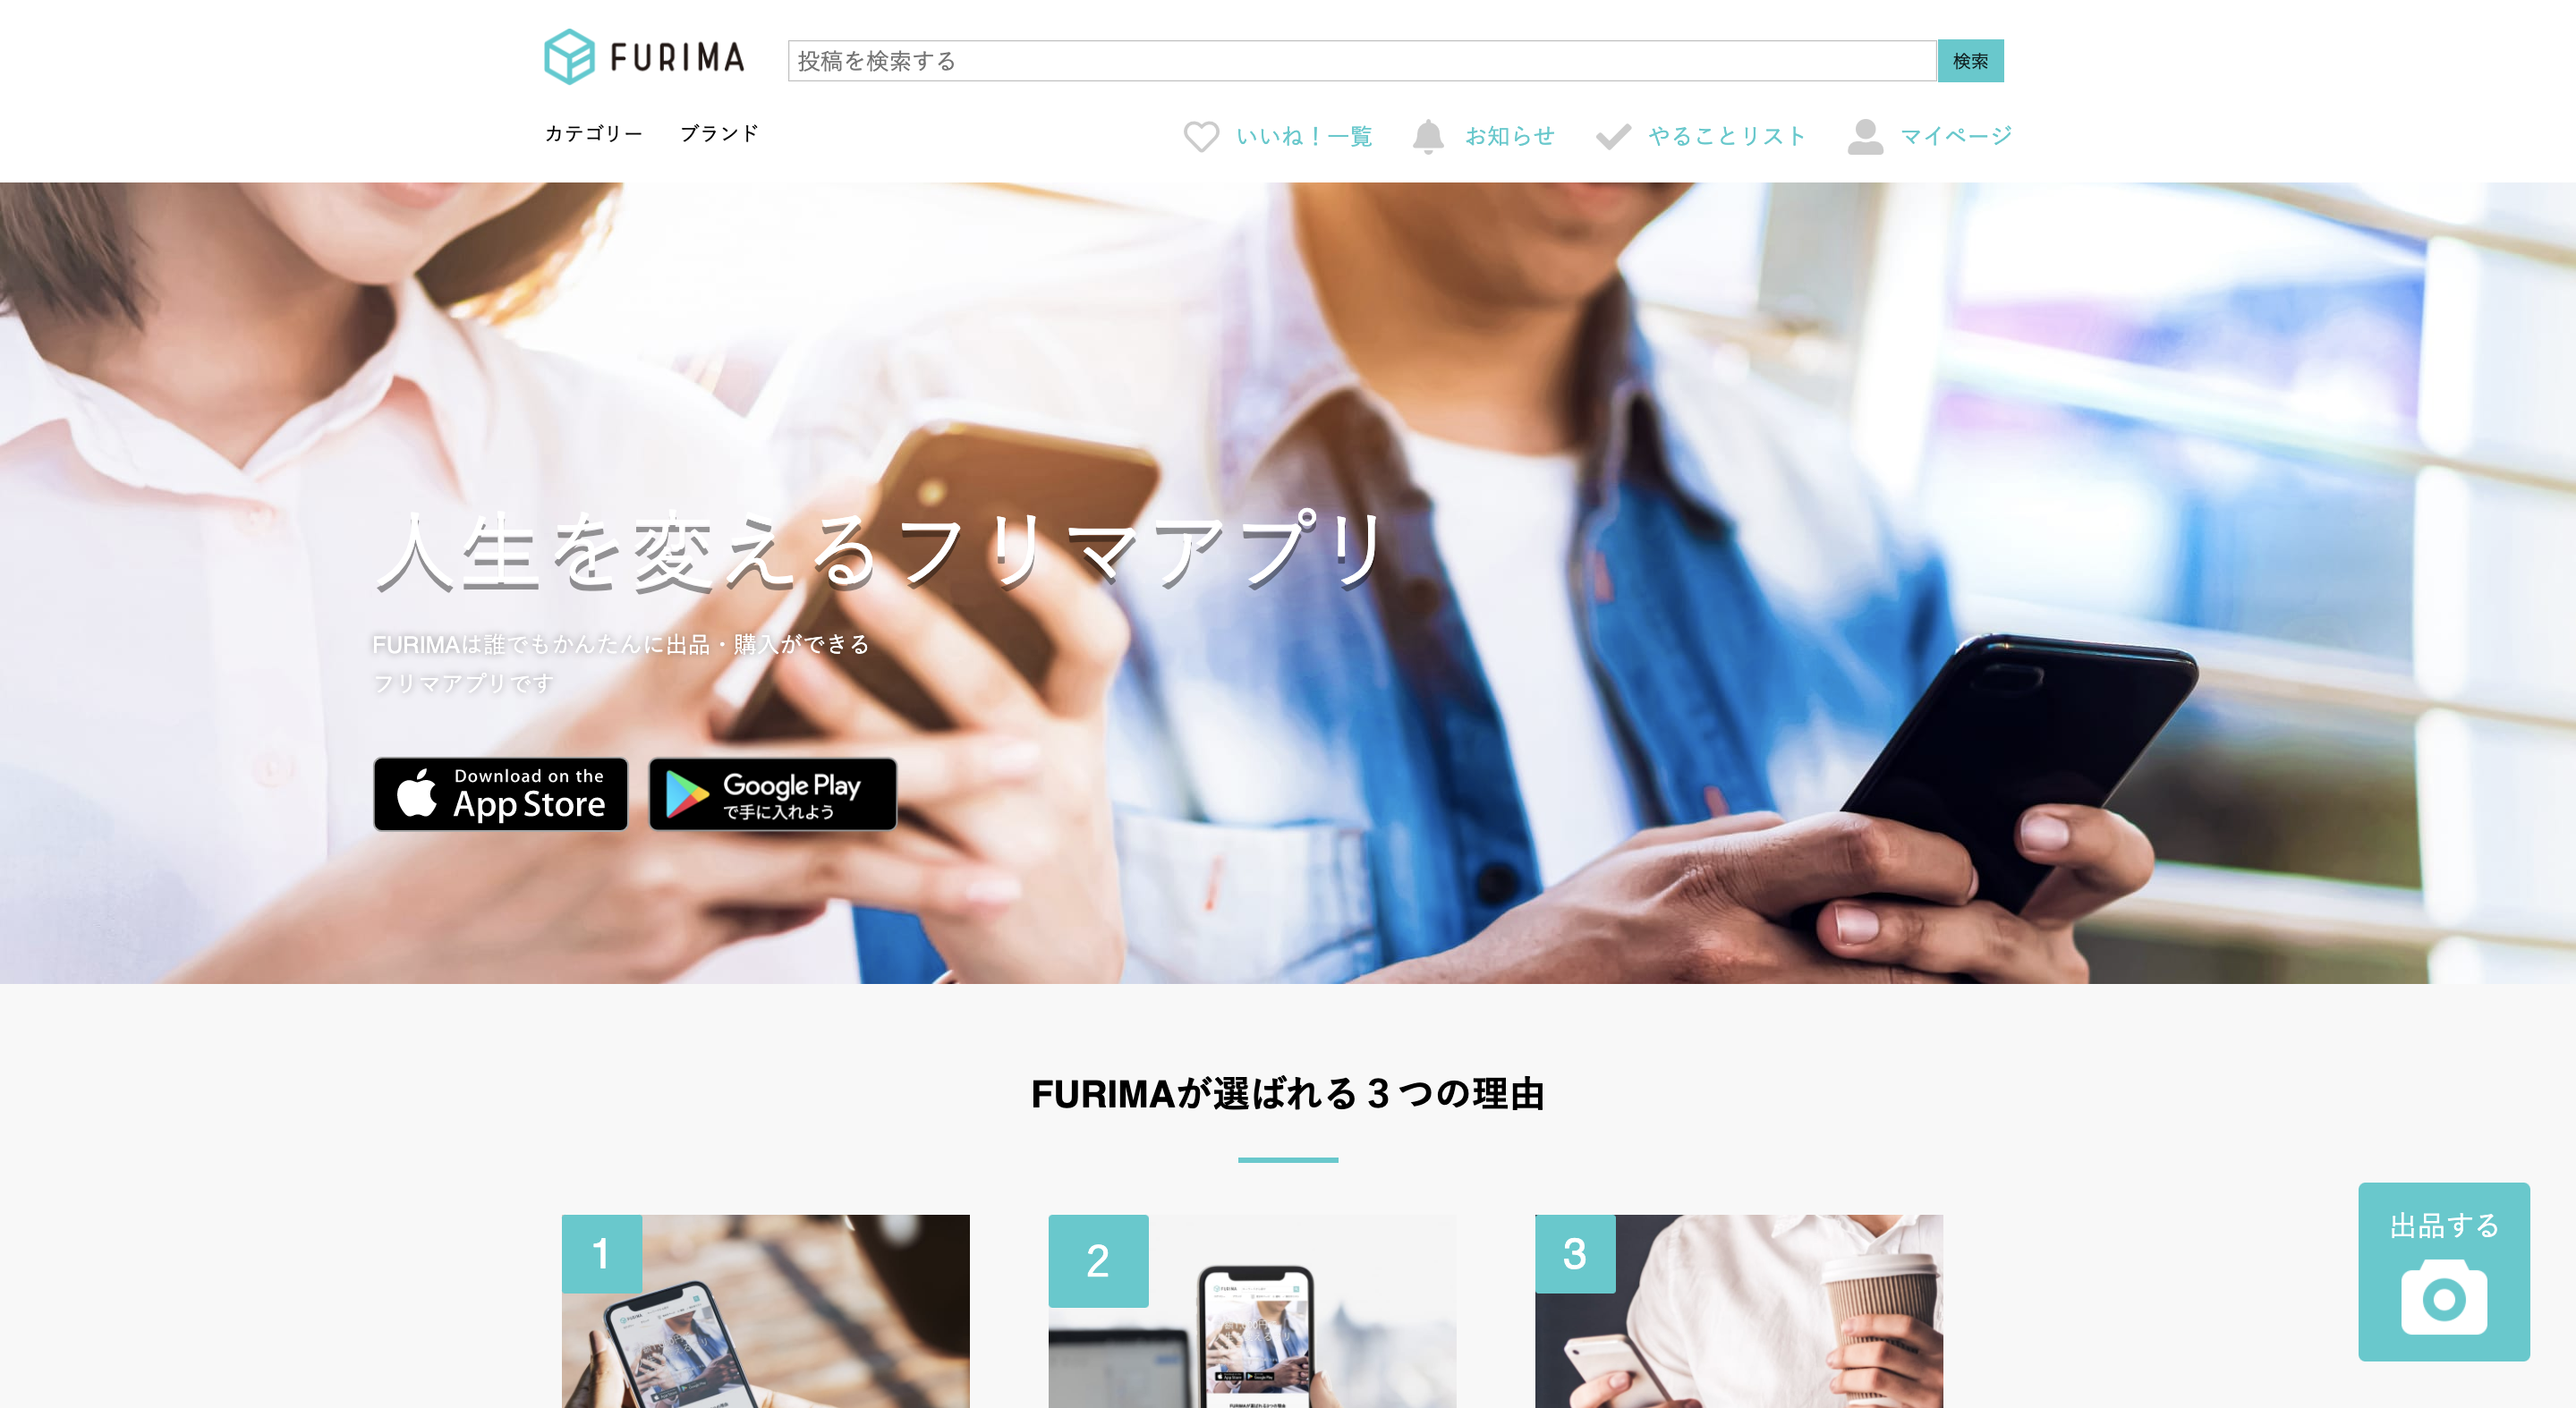 FURIMA
投稿を検索する
検索
カテゴリー
ブランド
いいね！一覧
お知らせ
やることリスト
マイページ
人生を変えるフリマアプリ
FURIMAは誰でもかんたんに出品・購入ができる
フリマアプリです
Download on the
App Store
Google Play
で手に入れよう
FURIMAが選ばれる３つの理由
1
2
3
出品する